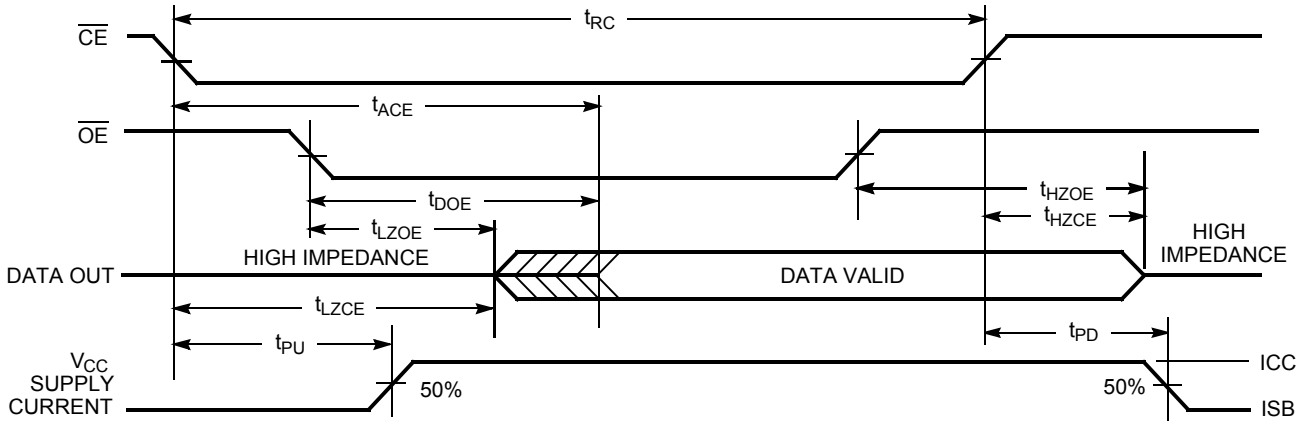 tRC
CE
tACE
OE
tDOE
tHZOE
tLZOE
tHZCE
HIGH IMPEDANCE
HIGH
IMPEDANCE
DATA OUT
DATA VALID
tLZCE
tPU
tPD
VCC
SUPPLY
CURRENT
50%
50%
ICC
ISB